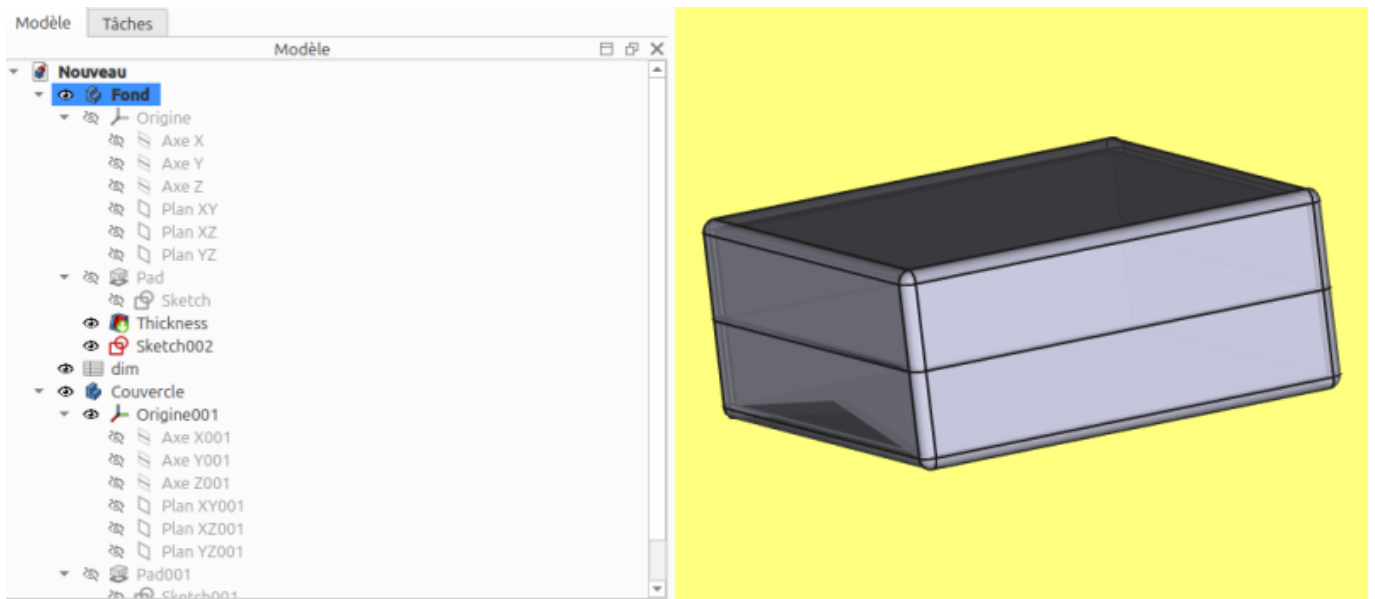 Modèle
Tâches
Modèle
Nouveau
Fond
Origine
Axe X
Axe Y
Axe Z
Plan XY
Plan XZ
Plan YZ
Pad
Sketch
Thickness
Sketch002
dim
Couvercle
Origine001
Axe X001
Axe Y001
Axe Z001
Plan XY001
Plan XZ001
Plan YZ001
Pad001
Sketch001